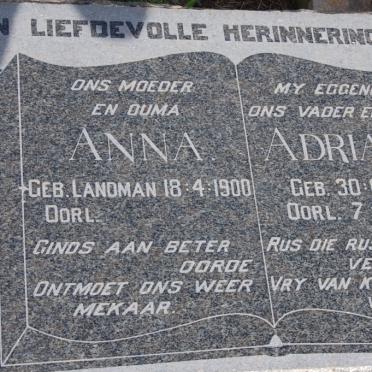 N LIEFDEVOLLE HERINNERING
ONS MOEDER
EN OUMA
ANNA
GEB. LANDMAN 18·4·1900
OORL.
GINDS AAN BETER
OORDE
ONTMOET ONS WEER
MEKAAR.
MY EGGEN
ONS VADER E
ADRIA
GEB. 30·
OORL. 7
RUS DIE RUS
VE
VRY VAN K